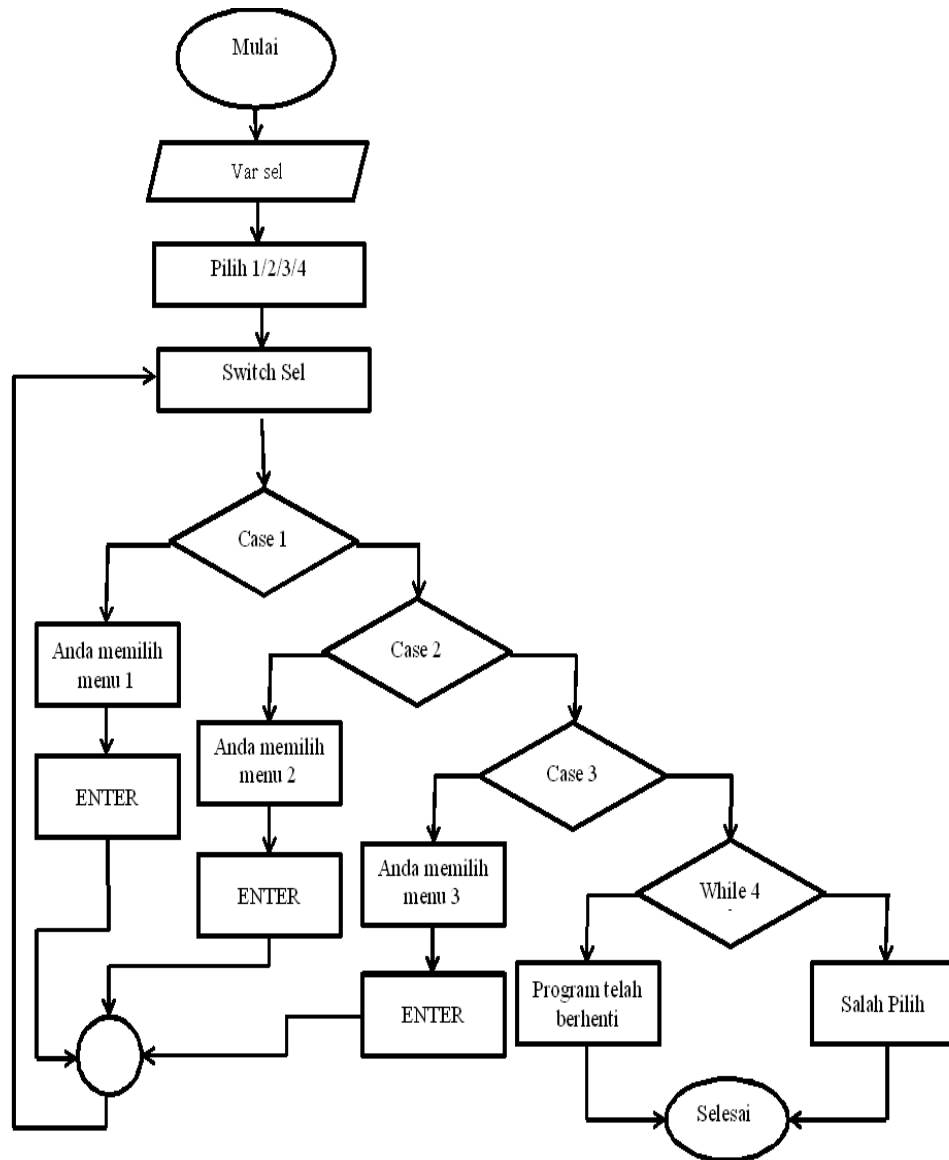 Mulai
Var sel
Pilih 1/2/3/4
Switch Sel
Case 1
Anda memilih
menu 1
ENTER
Case 2
Anda memilih
menu 2
ENTER
Case 3
Anda memilih
menu 3
ENTER
While 4
Program telah
berhenti
Salah Pilih
Selesai